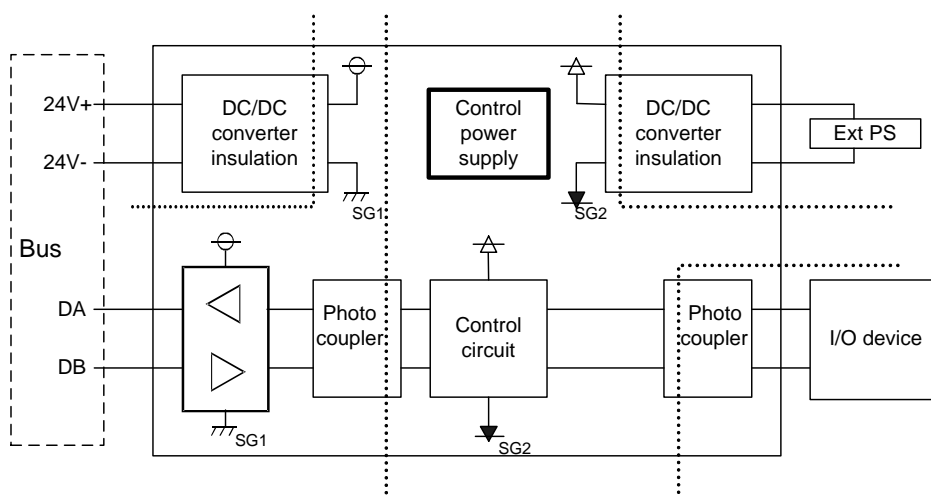 24V+
24V-
DC/DC
converter
insulation
SG1
Control
power
supply
DC/DC
converter
insulation
SG2
Ext PS
Bus
DA
DB
SG1
Photo
coupler
Control
circuit
SG2
Photo
coupler
I/O device